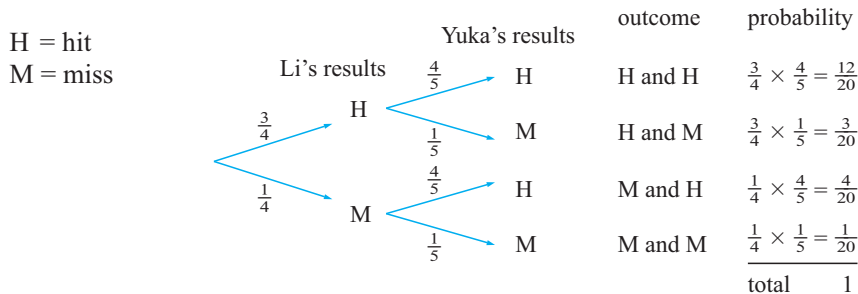 outcome probability
Yuka's results
H = hit
M = miss
Li's results
4/5 H H and H 3/4 × 4/5 = 12/20
H
3/4
1/5 M H and M 3/4 × 1/5 = 3/20
1/4
4/5 H M and H 1/4 × 4/5 = 4/20
M
1/5 M M and M 1/4 × 1/5 = 1/20
total 1